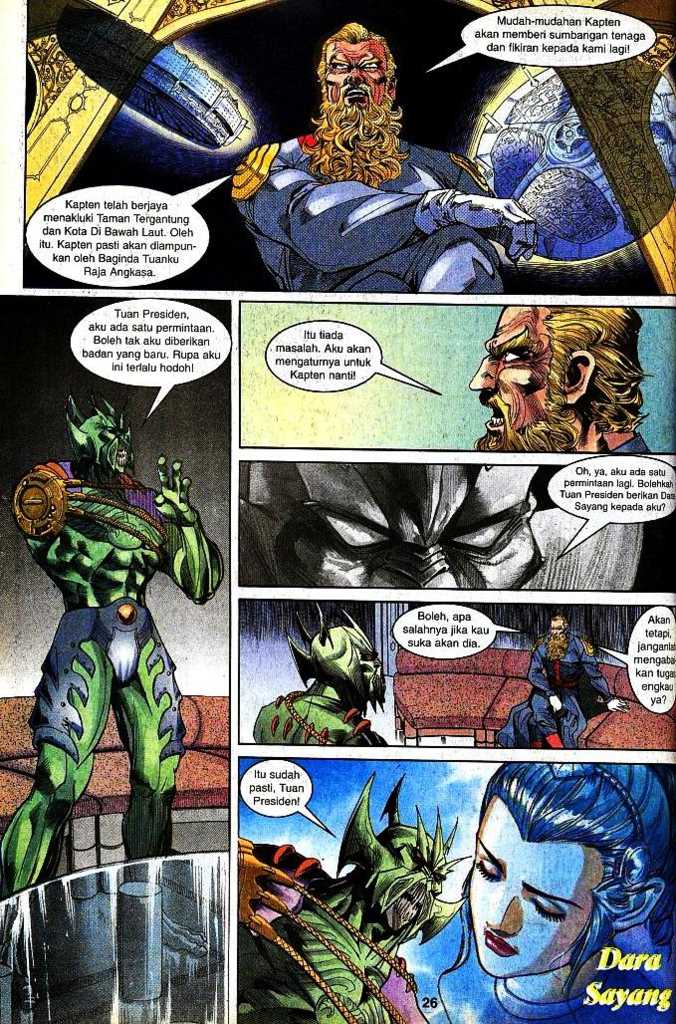 Mudah-mudahan Kapten
akan memberi sumbangan tenaga
dan fikiran kepada kami lagi!
Kapten telah berjaya
menakluki Taman Tergantung
dan Kota Di Bawah Laut. Oleh
itu. Kapten pasti akan diampun-
kan oleh Baginda Tuanku
Raja Angkasa.
Tuan Presiden,
aku ada satu permintaan.
Boleh tak aku diberikan
badan yang baru. Rupa aku
ini terlalu hodoh!
Itu tiada
masalah. Aku akan
mengaturnya untuk
Kapten nanti!
Oh, ya, aku ada satu
permintaan lagi. Bolehkah
Tuan Presiden berikan Dara
Sayang kepada aku?
Boleh, apa
salahnya jika kau
suka akan dia.
Akan
tetapi,
janganlah
mengabai-
kan tugas
engkau
ya?
Itu sudah
pasti, Tuan
Presiden!
Dara
Sayang
26